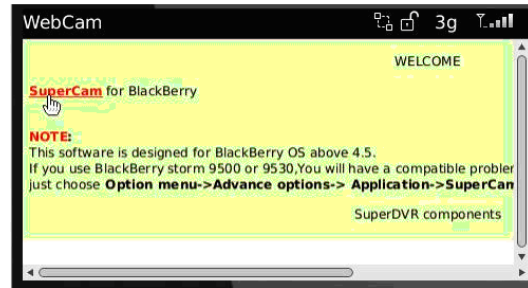 WebCam 3g
WELCOME
SuperCam for BlackBerry
NOTE:
This software is designed for BlackBerry OS above 4.5.
If you use BlackBerry storm 9500 or 9530,You will have a compatible
just choose Option menu->Advance options-> Application->SuperCam
SuperDVR components